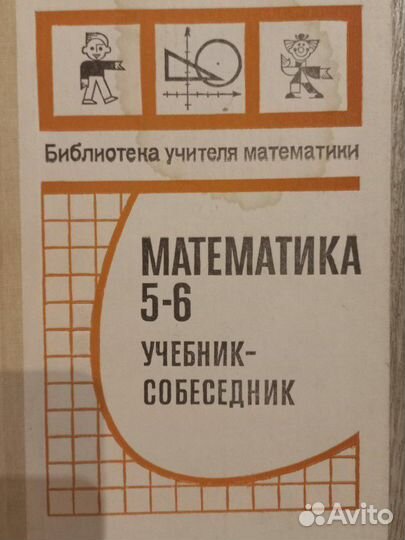 Библиотека учителя математики
МАТЕМАТИКА
5-6
УЧЕБНИК-
СОБЕСЕДНИК
Avito